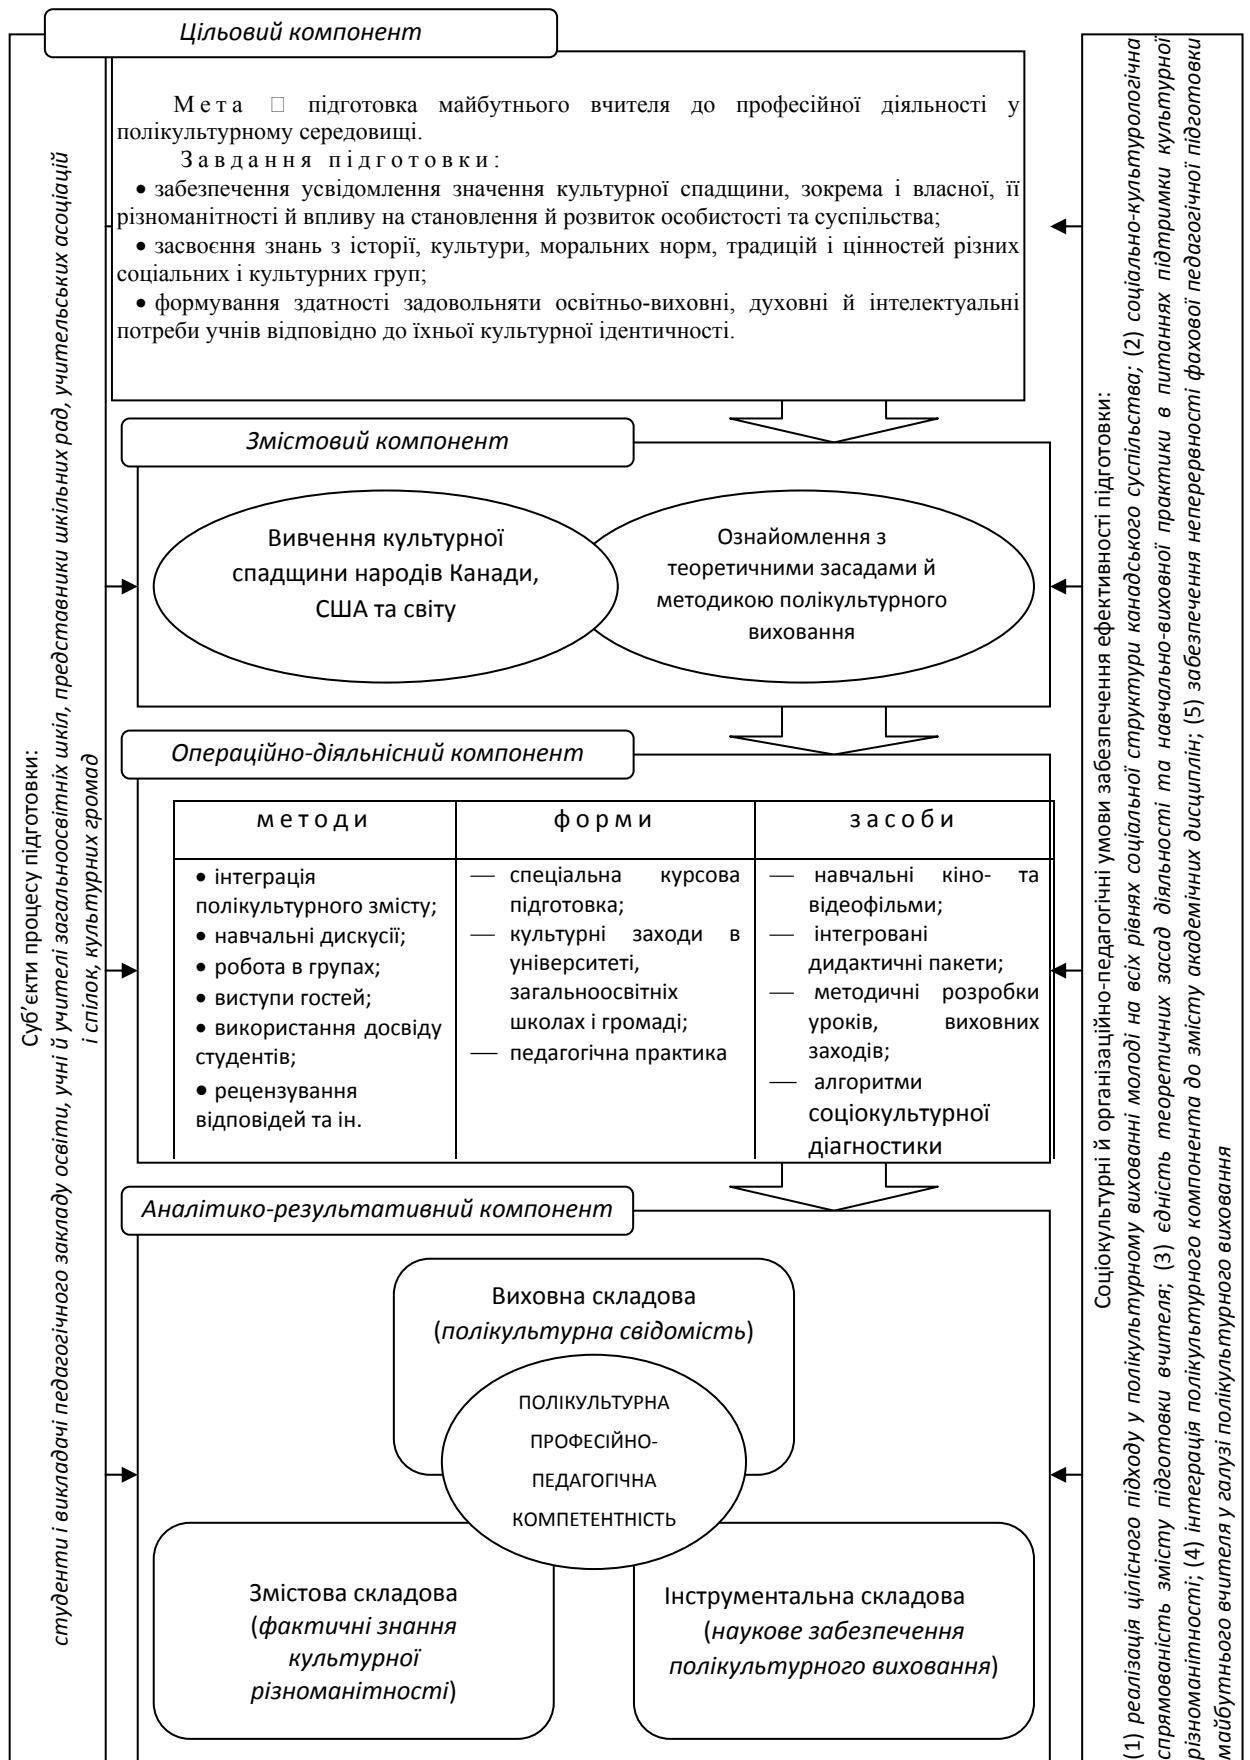 Цільовий компонент
М е т а □ підготовка майбутнього вчителя до професійної діяльності у
полікультурному середовищі.
З а в д а н н я п і д г о т о в к и :
• забезпечення усвідомлення значення культурної спадщини, зокрема і власної, її
різноманітності й впливу на становлення й розвиток особистості та суспільства;
• засвоєння знань з історії, культури, моральних норм, традицій і цінностей різних
соціальних і культурних груп;
• формування здатності задовольняти освітньо-виховні, духовні й інтелектуальні
потреби учнів відповідно до їхньої культурної ідентичності.
Змістовий компонент
Вивчення культурної
спадщини народів Канади,
США та світу
Ознайомлення з
теоретичними засадами й
методикою полікультурного
виховання
Операційно-діяльнісний компонент
м е т о д и
• інтеграція
полікультурного змісту;
• навчальні дискусії;
• робота в групах;
• виступи гостей;
• використання досвіду
студентів;
• рецензування
відповідей та ін.
ф о р м и
— спеціальна курсова
підготовка;
— культурні заходи в
університеті,
загальноосвітніх
школах і громаді;
— педагогічна практика
з а с о б и
— навчальні кіно- та
відеофільми;
— інтегровані
дидактичні пакети;
— методичні розробки
уроків, виховних
заходів;
— алгоритми
соціокультурної
діагностики
Аналітико-результативний компонент
Виховна складова
(полікультурна свідомість)
ПОЛІКУЛЬТУРНА
ПРОФЕСІЙНО-
ПЕДАГОГІЧНА
КОМПЕТЕНТНІСТЬ
Змістова складова
(фактичні знання
культурної
різноманітності)
Інструментальна складова
(наукове забезпечення
полікультурного виховання)
Суб’єкти процесу підготовки:
студенти і викладачі педагогічного закладу освіти, учні й учителі загальноосвітніх шкіл, представники шкільних рад, учительських асоціацій
і спілок, культурних громад
Соціокультурні й організаційно-педагогічні умови забезпечення ефективності підготовки:
(1) реалізація цілісного підходу у полікультурному вихованні молоді на всіх рівнях соціальної структури канадського суспільства; (2) соціально-культурологічна
спрямованість змісту підготовки вчителя; (3) єдність теоретичних засад діяльності та навчально-виховної практики в питаннях підтримки культурної
різноманітності; (4) інтеграція полікультурного компонента до змісту академічних дисциплін; (5) забезпечення неперервності фахової педагогічної підготовки
майбутнього вчителя у галузі полікультурного виховання